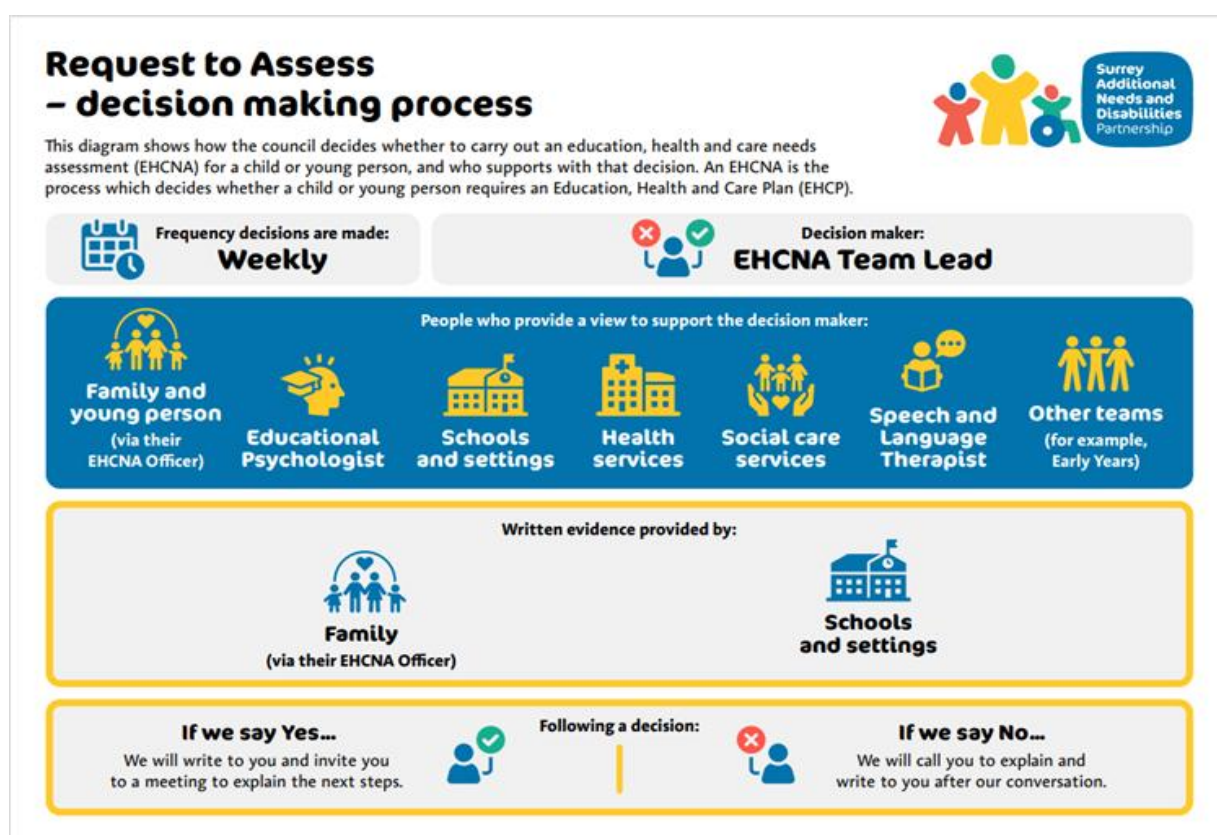 Request to Assess
– decision making process
Surrey
Additional
Needs and
Disabilities
Partnership
This diagram shows how the council decides whether to carry out an education, health and care needs
assessment (EHCNA) for a child or young person, and who supports with that decision. An EHCNA is the
process which decides whether a child or young person requires an Education, Health and Care Plan (EHCP).
Frequency decisions are made:
Weekly
Decision maker:
EHCNA Team Lead
People who provide a view to support the decision maker:
Family and
young person
(via their
EHCNA Officer)
Educational
Psychologist
Schools
and settings
Health
services
Social care
services
Speech and
Language
Therapist
Other teams
(for example,
Early Years)
Written evidence provided by:
Family
(via their EHCNA Officer)
Schools
and settings
Following a decision:
If we say Yes...
We will write to you and invite you
to a meeting to explain the next steps.
If we say No...
We will call you to explain and
write to you after our conversation.